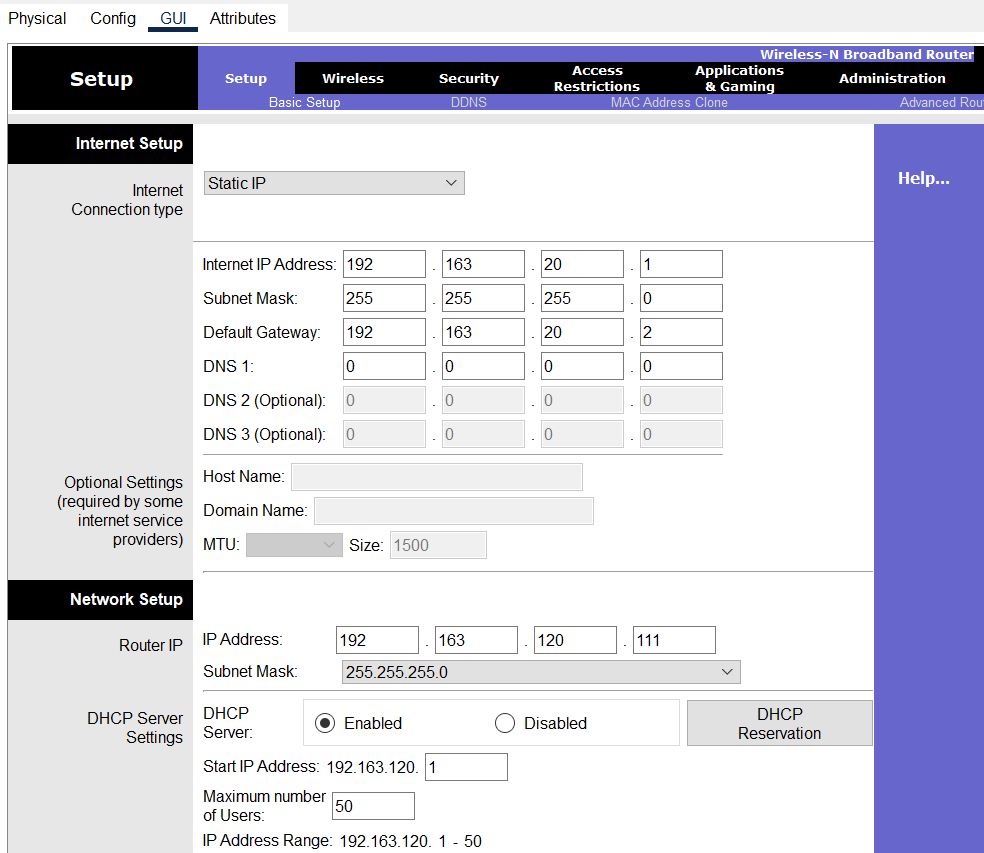 Physical Config GUI Attributes
Wireless-N Broadband Router
Setup Setup Wireless Security Access Restrictions Applications & Gaming Administration
Basic Setup DDNS MAC Address Clone Advanced Rou
Internet Setup
Help...
Internet Connection type Static IP
Internet IP Address: 192 . 163 . 20 . 1
Subnet Mask: 255 . 255 . 255 . 0
Default Gateway: 192 . 163 . 20 . 2
DNS 1: 0 . 0 . 0 . 0
DNS 2 (Optional): 0 . 0 . 0 . 0
DNS 3 (Optional): 0 . 0 . 0 . 0
Optional Settings
(required by some
internet service
providers)
Host Name:
Domain Name:
MTU: Size: 1500
Network Setup
Router IP IP Address: 192 . 163 . 120 . 111
Subnet Mask: 255.255.255.0
DHCP Server
Settings
DHCP
Server: Enabled Disabled DHCP
Reservation
Start IP Address: 192.163.120. 1
Maximum number
of Users: 50
IP Address Range: 192.163.120. 1 - 50